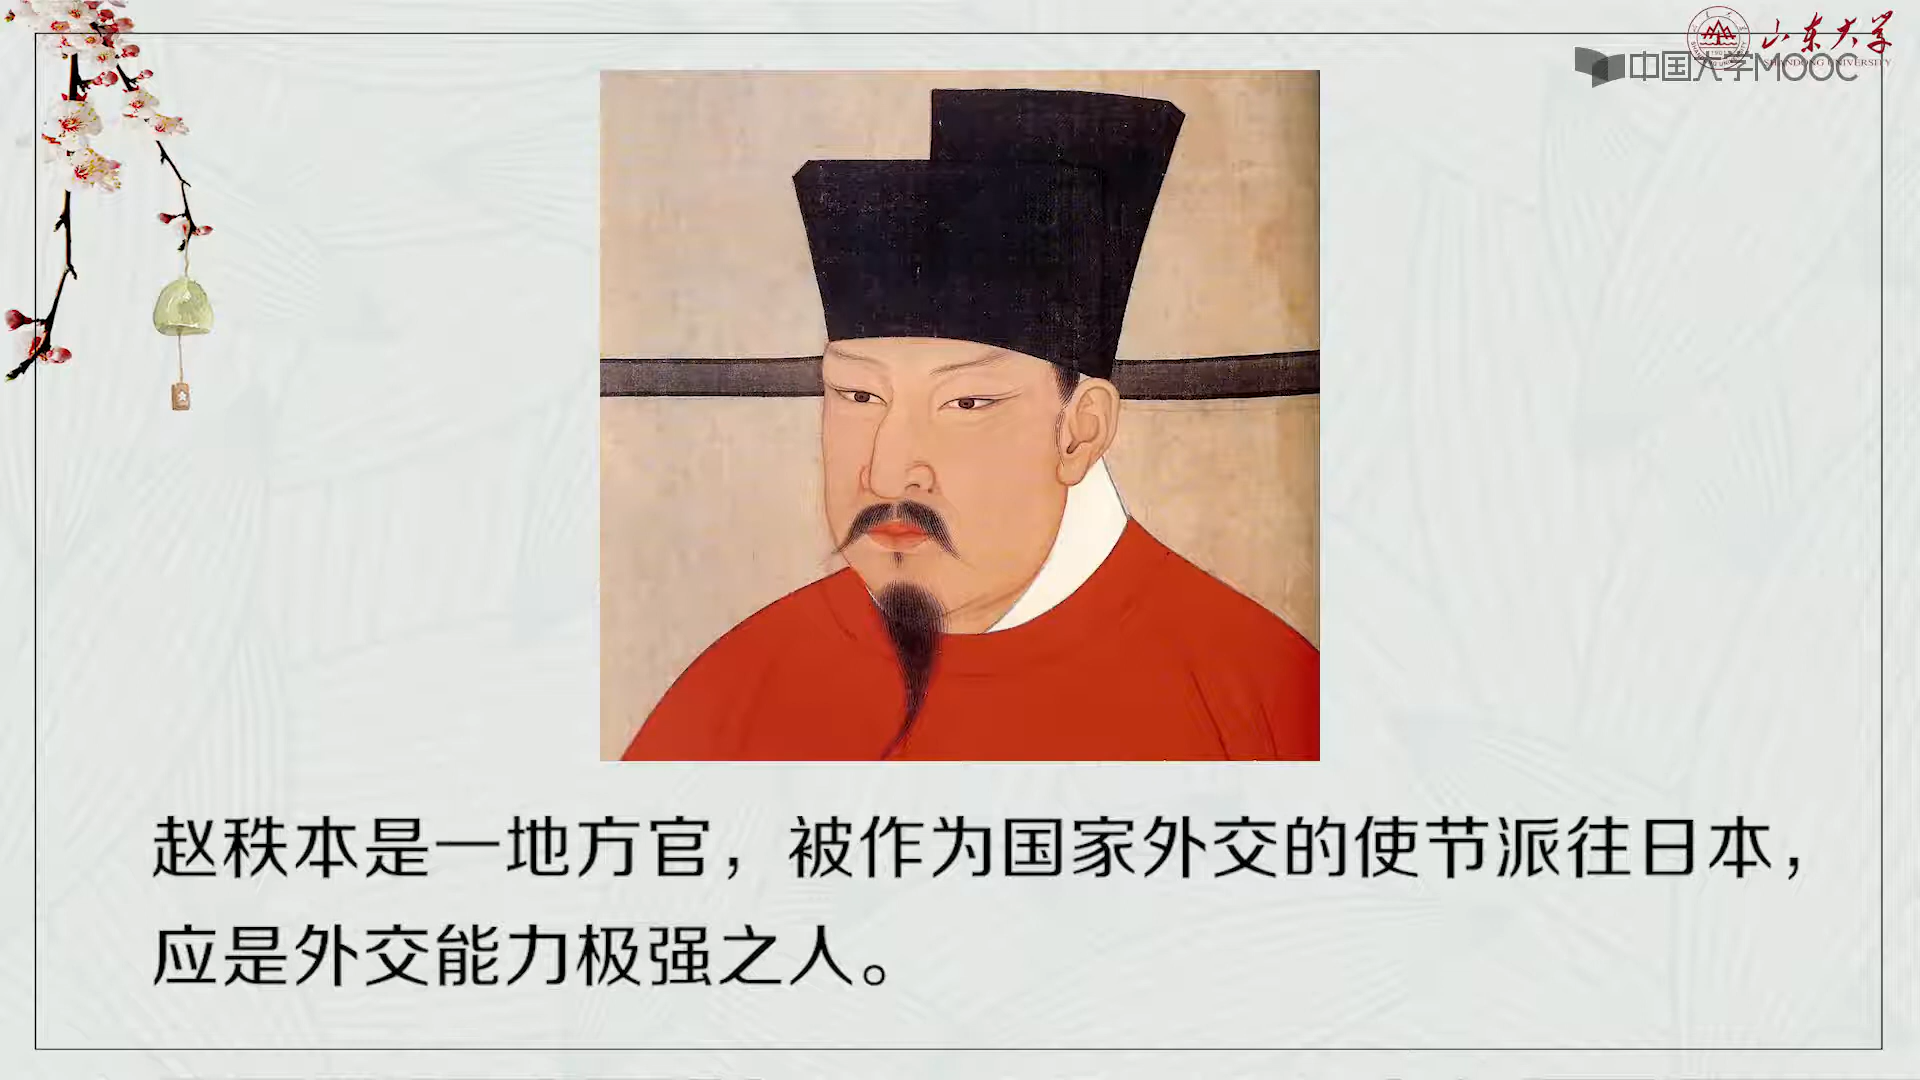 山东大学
SHANDONG UNIVERSITY
中国大学MOOC
赵秩本是一地方官，被作为国家外交的使节派往日本，
应是外交能力极强之人。